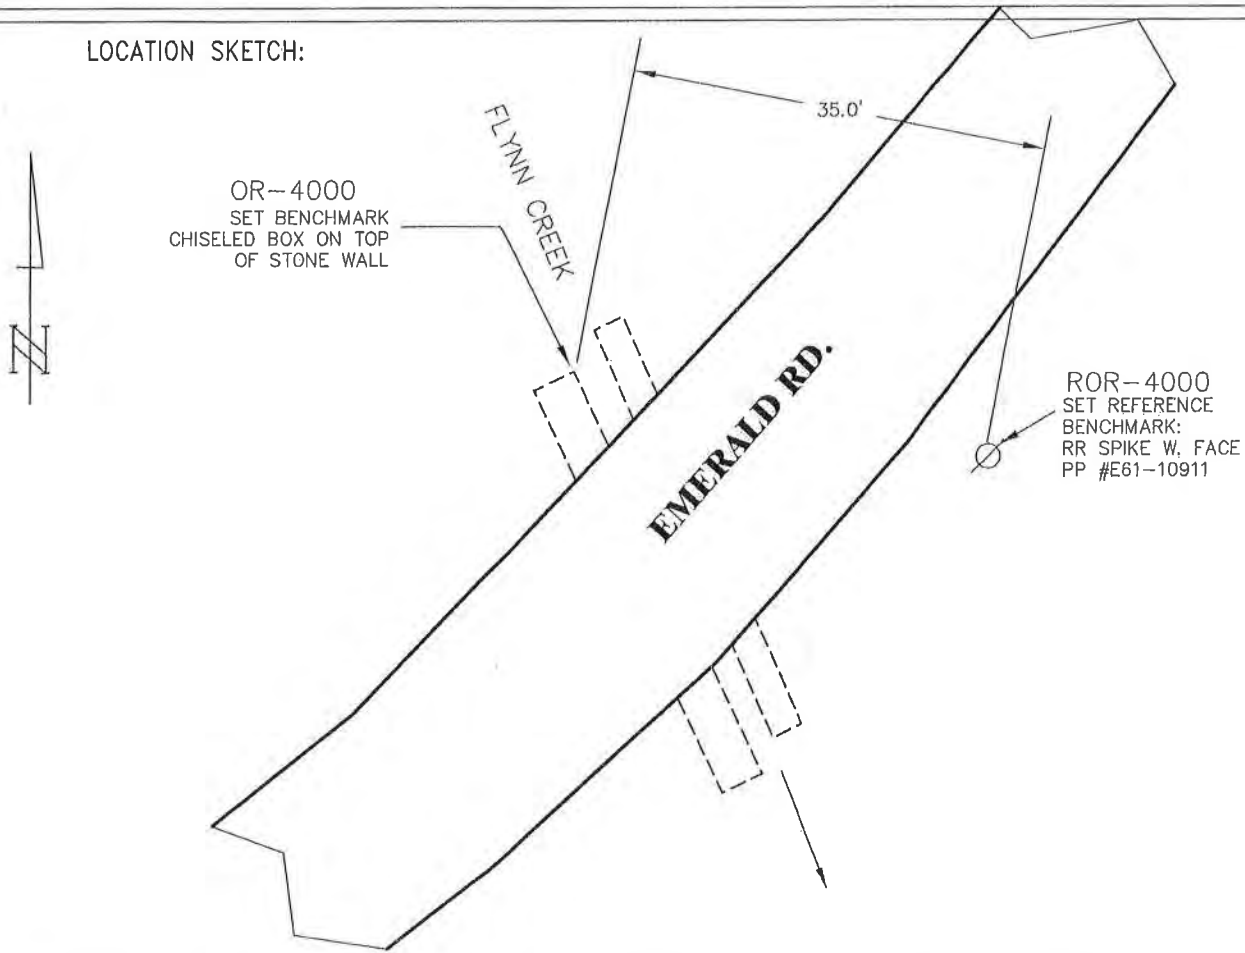 LOCATION SKETCH:
35.0'
FLYNN CREEK
OR-4000
SET BENCHMARK
CHISELED BOX ON TOP
OF STONE WALL
N
EMERALD RD.
ROR-4000
SET REFERENCE
BENCHMARK:
RR SPIKE W. FACE
PP #E61-10911